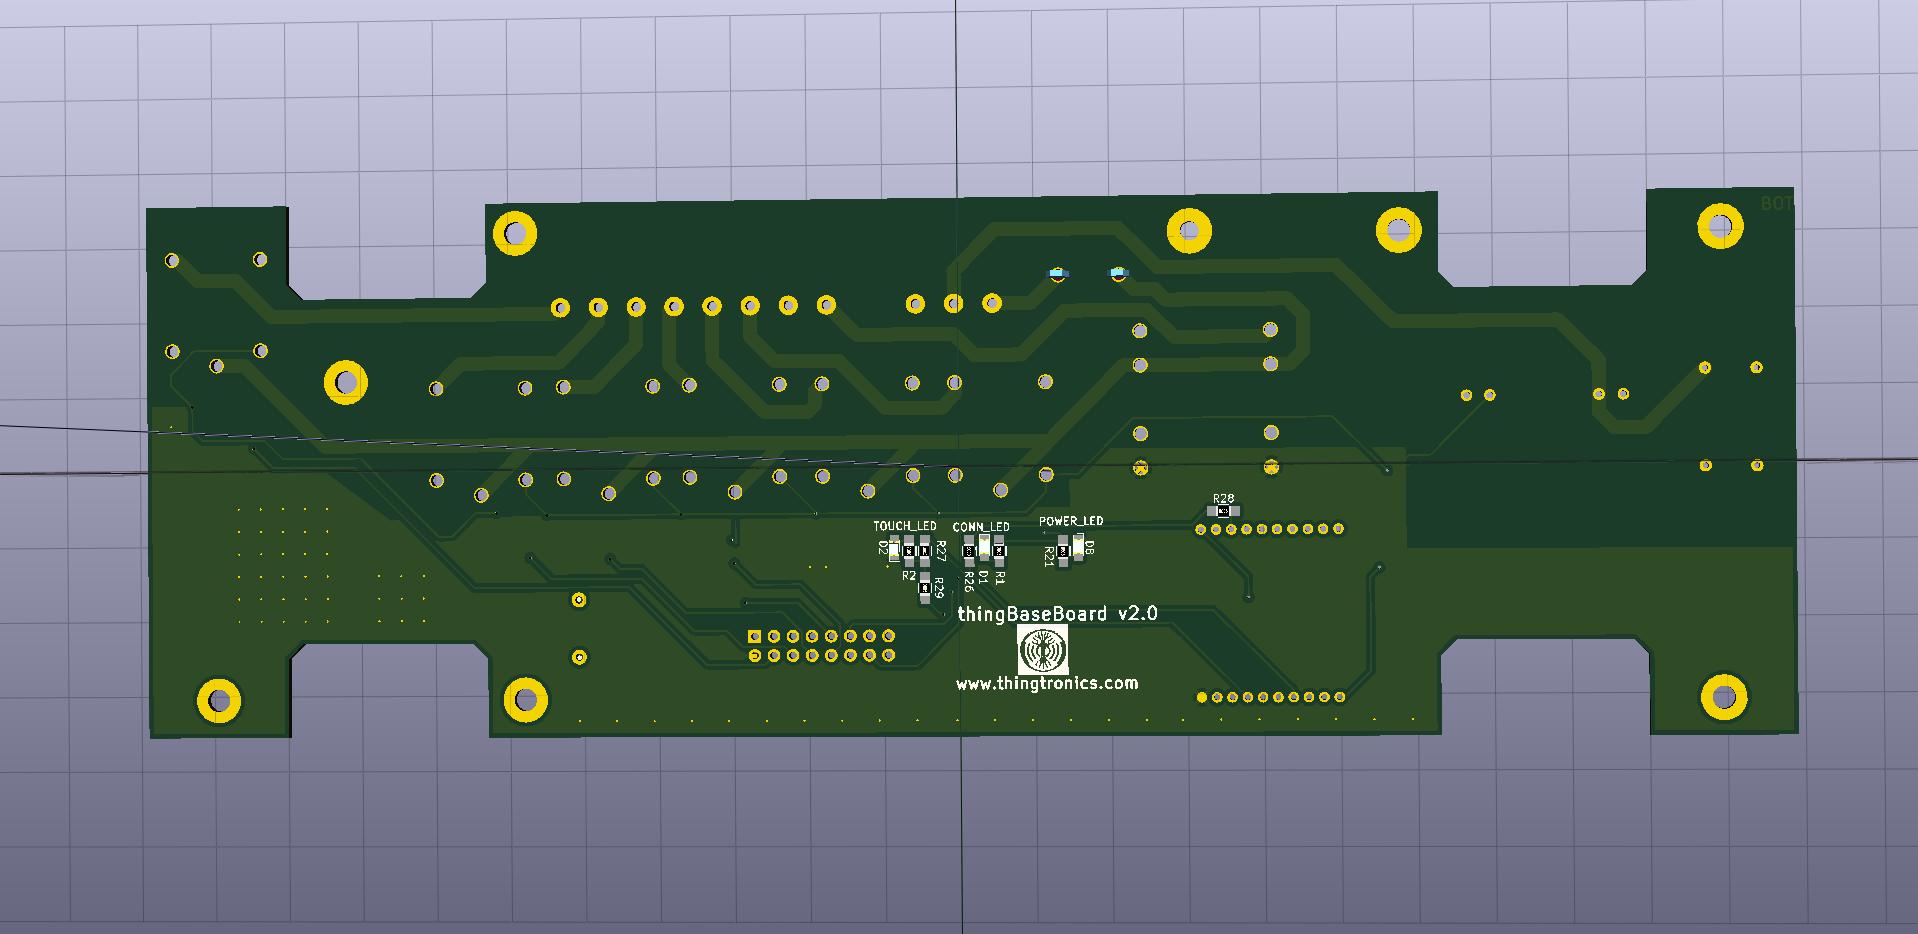 BOT
R28
TOUCH_LED
CONN_LED
POWER_LED
D2
R27
R26
D1
R1
R21
D8
R2
R29
thingBaseBoard v2.0
www.thingtronics.com